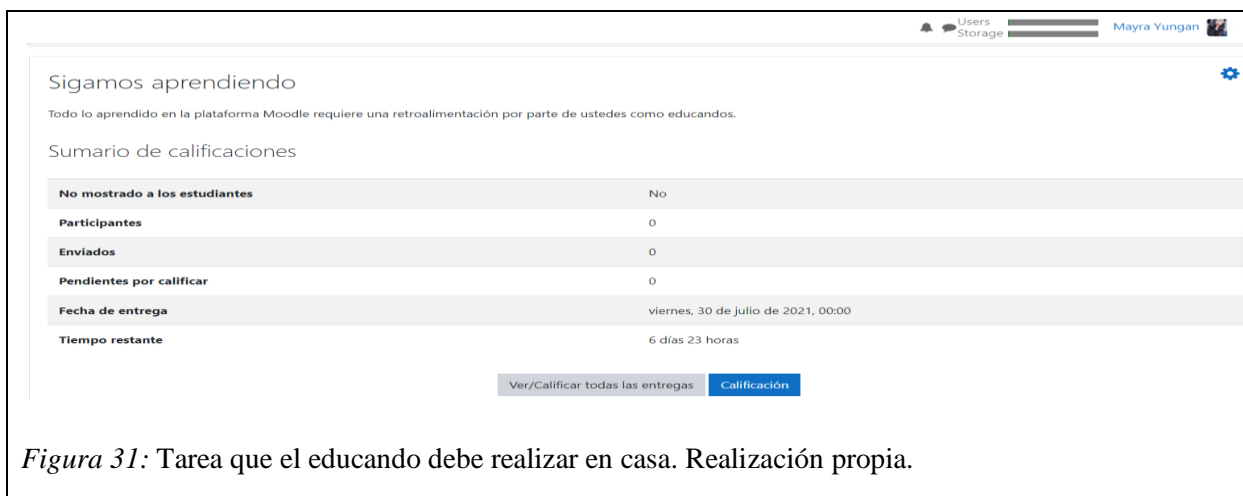 Users
Storage
Mayra Yungan
Sigamos aprendiendo
Todo lo aprendido en la plataforma Moodle requiere una retroalimentación por parte de ustedes como educandos.
Sumario de calificaciones
No mostrado a los estudiantes No
Participantes 0
Enviados 0
Pendientes por calificar 0
Fecha de entrega viernes, 30 de julio de 2021, 00:00
Tiempo restante 6 días 23 horas
Ver/Calificar todas las entregas Calificación
Figura 31: Tarea que el educando debe realizar en casa. Realización propia.